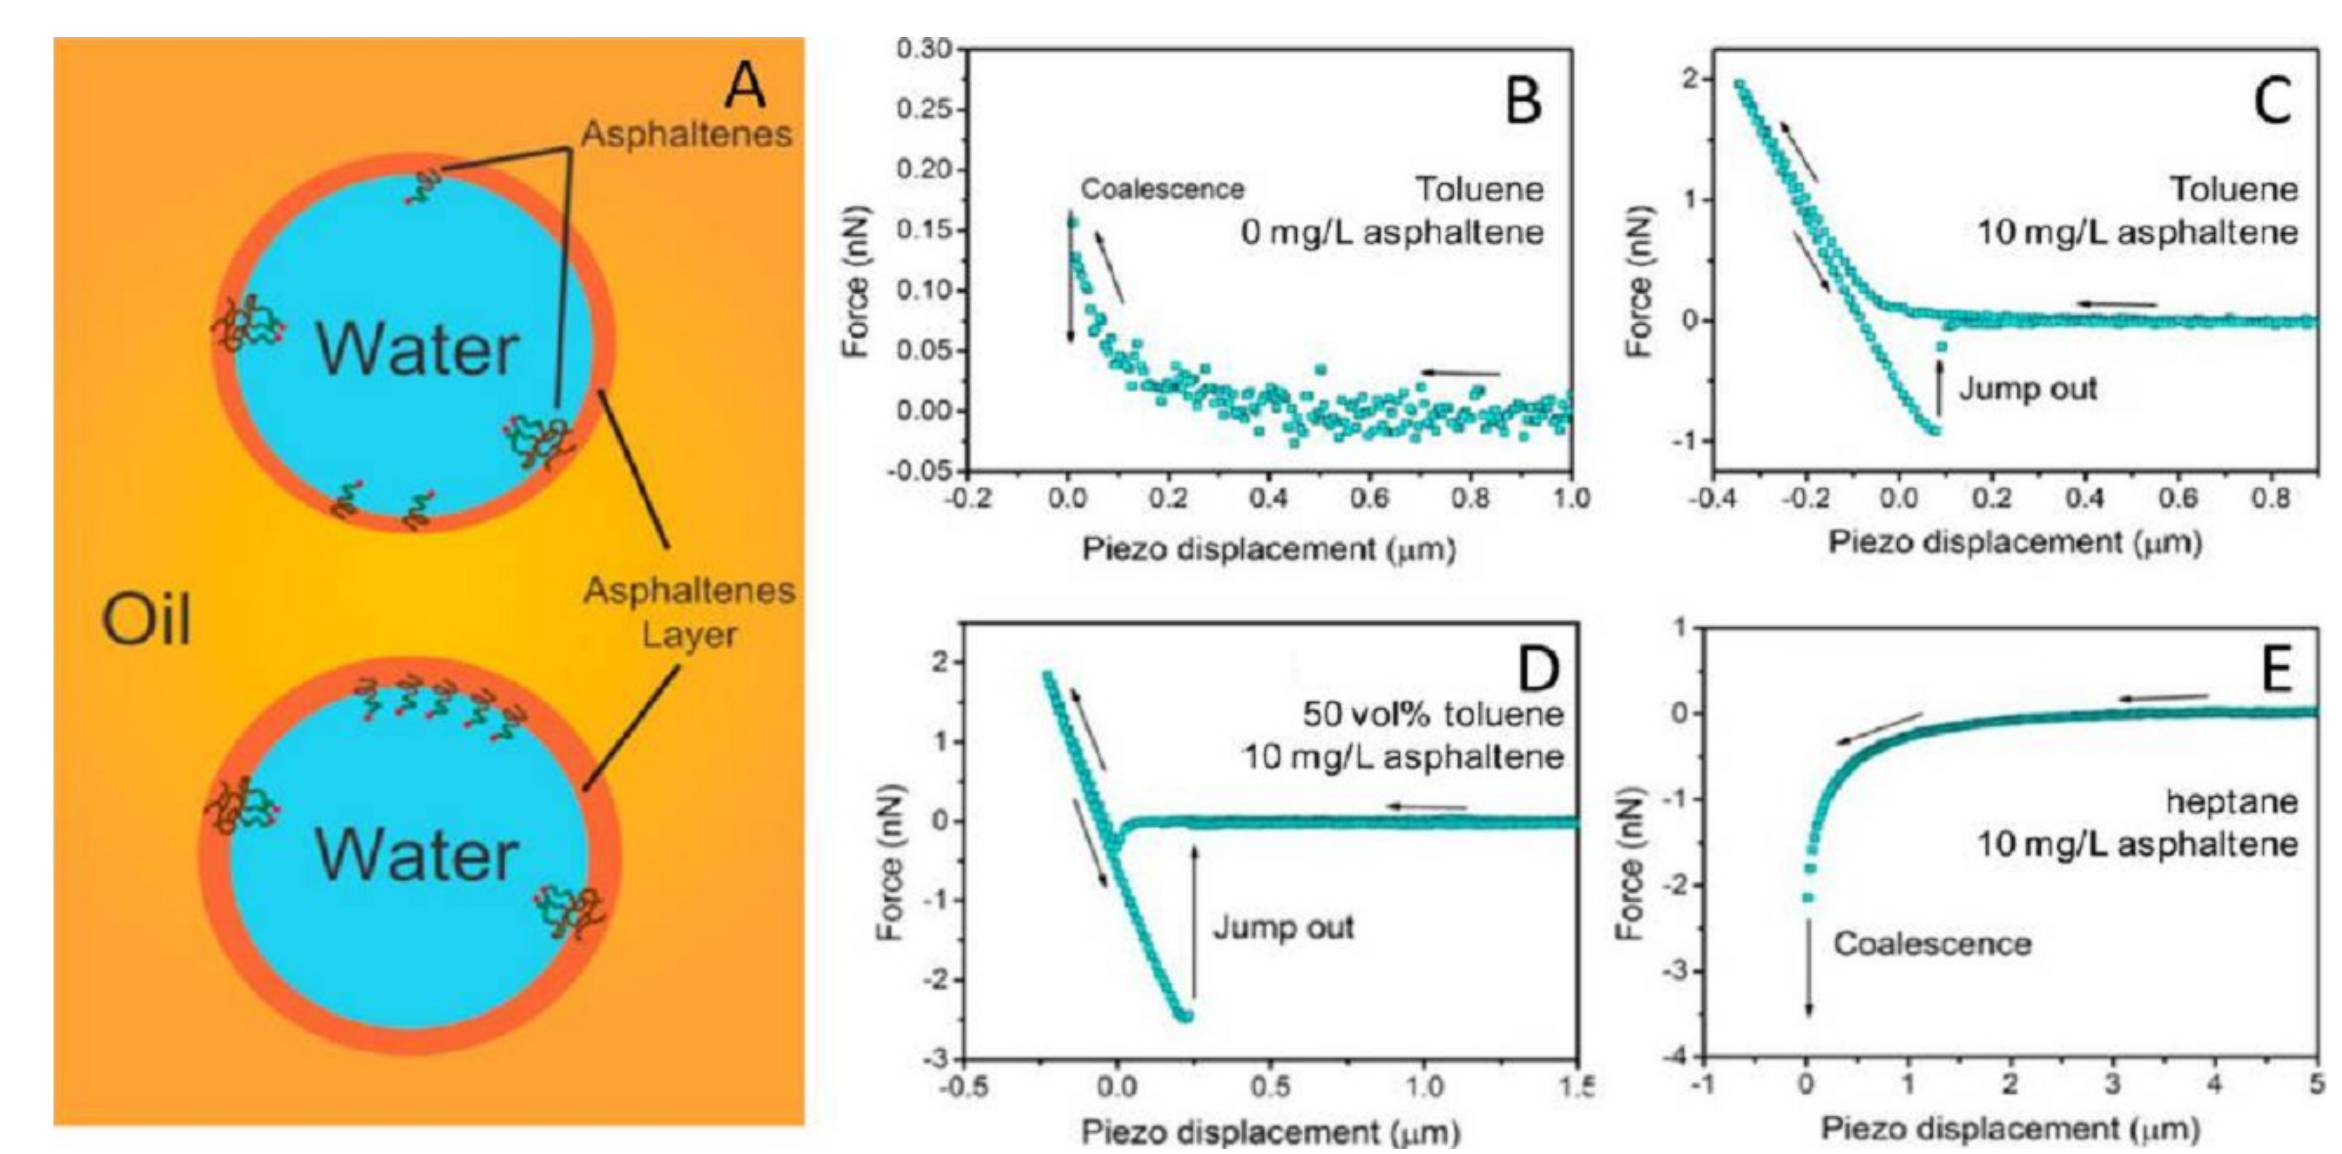 A
Asphaltenes
Water
Oil
Asphaltenes
Layer
Water
B
0.30
0.25
0.20
0.15
0.10
0.05
0.00
-0.05
Force (nN)
Coalescence
Toluene
0 mg/L asphaltene
-0.2 0.0 0.2 0.4 0.6 0.8 1.0
Piezo displacement (μm)
C
2
1
0
-1
Force (nN)
Toluene
10 mg/L asphaltene
Jump out
-0.4 -0.2 0.0 0.2 0.4 0.6 0.8
Piezo displacement (μm)
D
2
1
0
-1
-2
-3
Force (nN)
50 vol% toluene
10 mg/L asphaltene
Jump out
-0.5 0.0 0.5 1.0 1.5
Piezo displacement (μm)
E
1
0
-1
-2
-3
-4
Force (nN)
heptane
10 mg/L asphaltene
Coalescence
-1 0 1 2 3 4 5
Piezo displacement (μm)